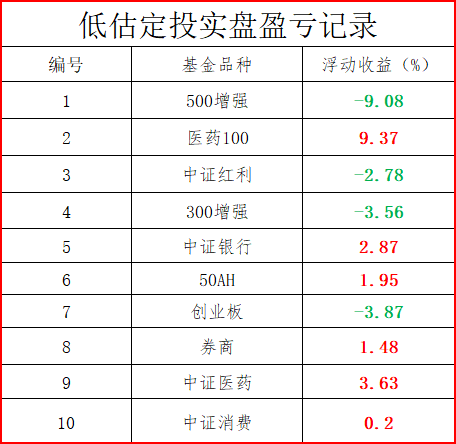 低估定投实盘盈亏记录
编号 基金品种 浮动收益（%）
1 500增强 -9.08
2 医药100 9.37
3 中证红利 -2.78
4 300增强 -3.56
5 中证银行 2.87
6 50AH 1.95
7 创业板 -3.87
8 券商 1.48
9 中证医药 3.63
10 中证消费 0.2